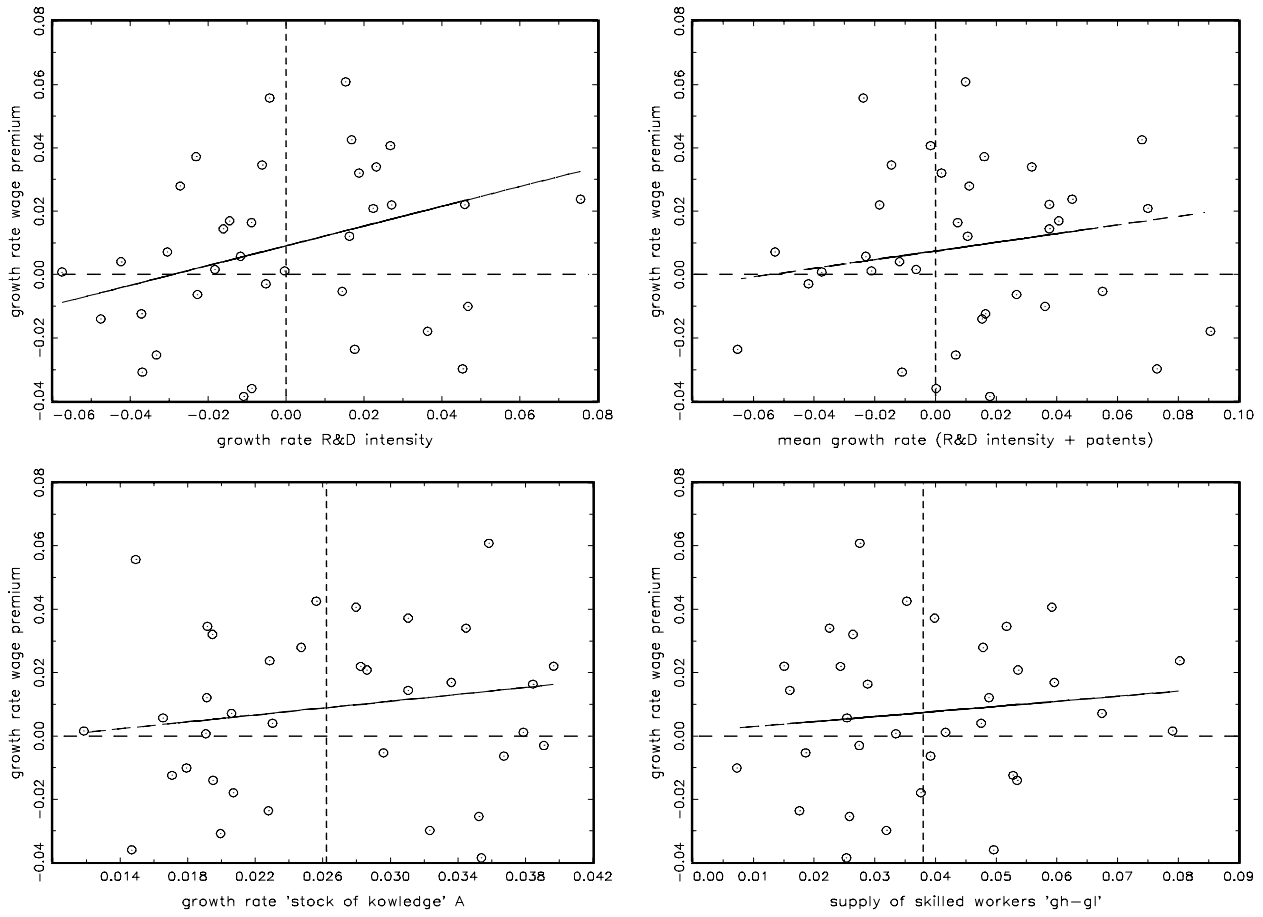 growth rate wage premium
0.08
0.06
0.04
0.02
0.00
−0.02
−0.04
−0.06 −0.04 −0.02 0.00 0.02 0.04 0.06 0.08
growth rate R&D intensity
growth rate wage premium
0.08
0.06
0.04
0.02
0.00
−0.02
−0.04
−0.06 −0.04 −0.02 0.00 0.02 0.04 0.06 0.08 0.10
mean growth rate (R&D intensity + patents)
growth rate wage premium
0.08
0.06
0.04
0.02
0.00
−0.02
−0.04
0.014 0.018 0.022 0.026 0.030 0.034 0.038 0.042
growth rate 'stock of kowledge' A
growth rate wage premium
0.08
0.06
0.04
0.02
0.00
−0.02
−0.04
0.00 0.01 0.02 0.03 0.04 0.05 0.06 0.07 0.08 0.09
supply of skilled workers 'gh−gl'